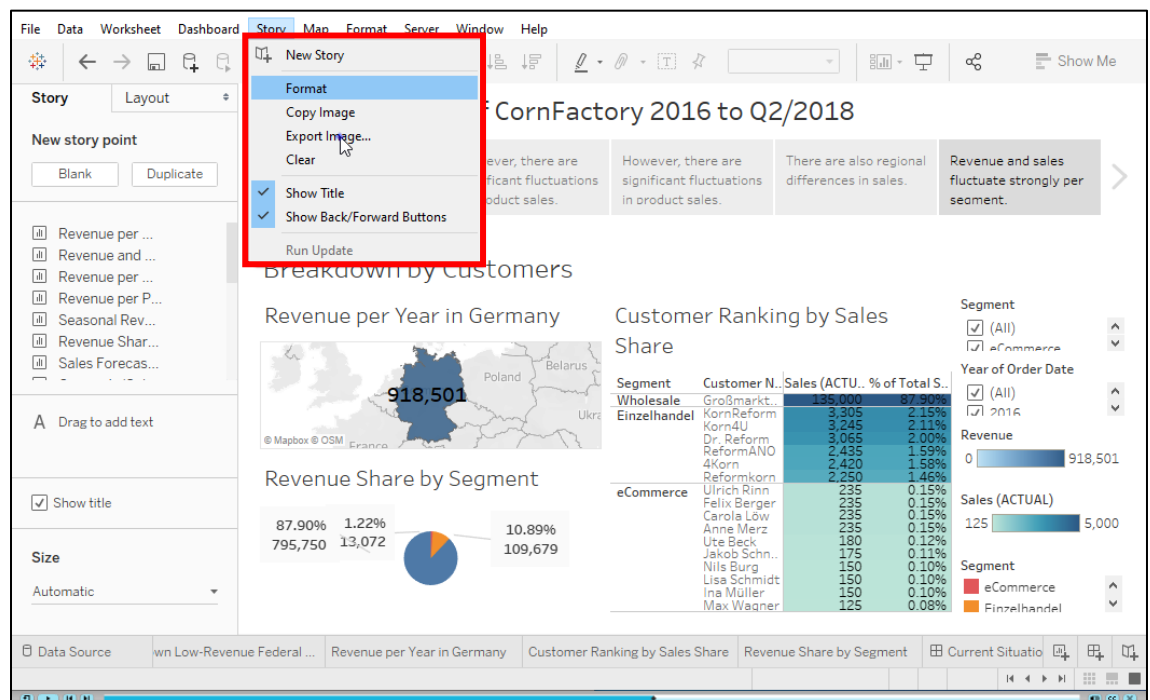 File Data Worksheet Dashboard Story Map Format Server Window Help
New Story
Format
Copy Image
Export Image...
Clear
Show Title
Show Back/Forward Buttons
Run Update
Show Me
Story Layout
New story point
Blank Duplicate
Revenue per ...
Revenue and ...
Revenue per ...
Revenue per P...
Seasonal Rev...
Revenue Shar...
Sales Forecas...
A Drag to add text
Show title
Size
Automatic
CornFactory 2016 to Q2/2018
there are
fluctuations
sales.
However, there are
significant fluctuations
in product sales.
There are also regional
differences in sales.
Revenue and sales
fluctuate strongly per
segment.
Breakdown by Customers
Revenue per Year in Germany
918,501
Poland
Belarus
Ukra
France
© Mapbox © OSM
Revenue Share by Segment
87.90%
795,750
1.22%
13,072
10.89%
109,679
Customer Ranking by Sales
Share
Segment Customer N.. Sales (ACTU.. % of Total S..
Wholesale Großmarkt.. 135,000 87.90%
Einzelhandel KornReform 3,305 2.15%
Korn4U 3,245 2.11%
Dr. Reform 3,065 2.00%
ReformANO 2,435 1.59%
4Korn 2,420 1.58%
Reformkorn 2,250 1.46%
eCommerce Ulrich Rinn 235 0.15%
Felix Berger 235 0.15%
Carola Löw 235 0.15%
Anne Merz 235 0.15%
Ute Beck 180 0.12%
Jakob Schn.. 175 0.11%
Nils Burg 150 0.10%
Lisa Schmidt 150 0.10%
Ina Müller 150 0.10%
Max Wagner 125 0.08%
Segment
(All)
eCommerce
Year of Order Date
(All)
2016
Revenue
0 918,501
Sales (ACTUAL)
125 5,000
Segment
eCommerce
Einzelhandel
Data Source
wn Low-Revenue Federal ...
Revenue per Year in Germany
Customer Ranking by Sales Share
Revenue Share by Segment
Current Situatio